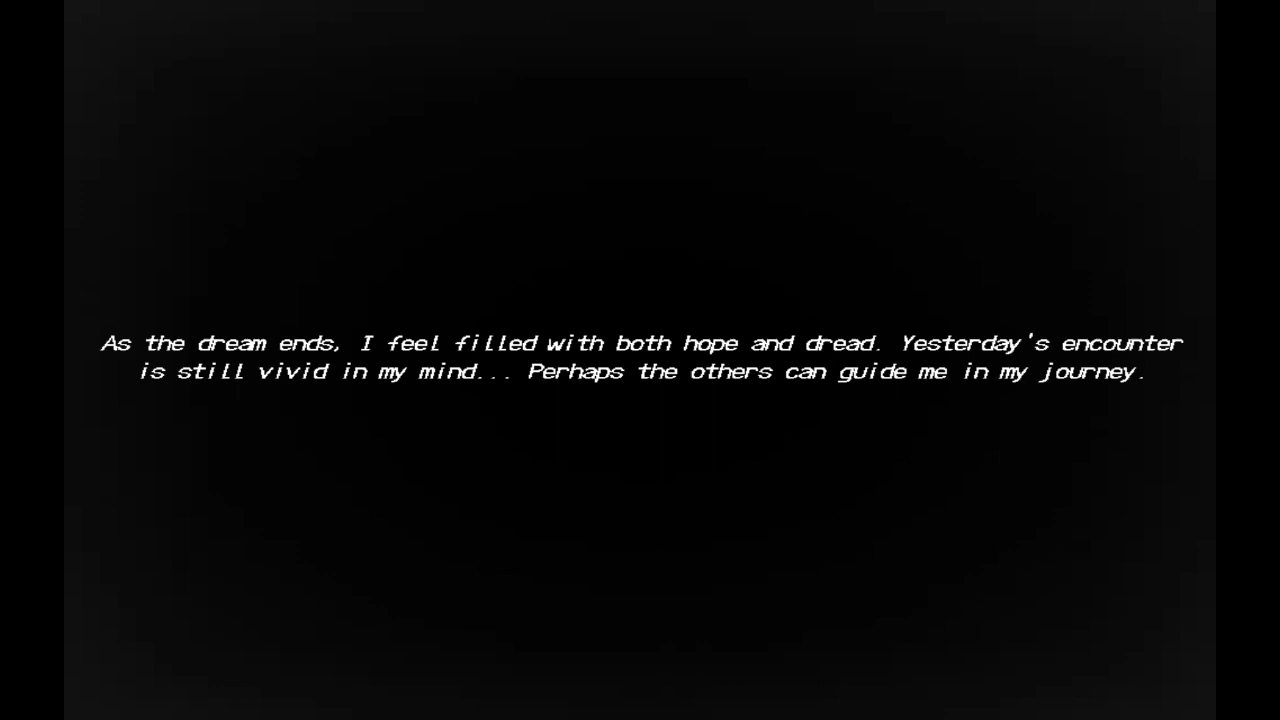 As the dream ends, I feel filled with both hope and dread. Yesterday's encounter
is still vivid in my mind... Perhaps the others can guide me in my journey.